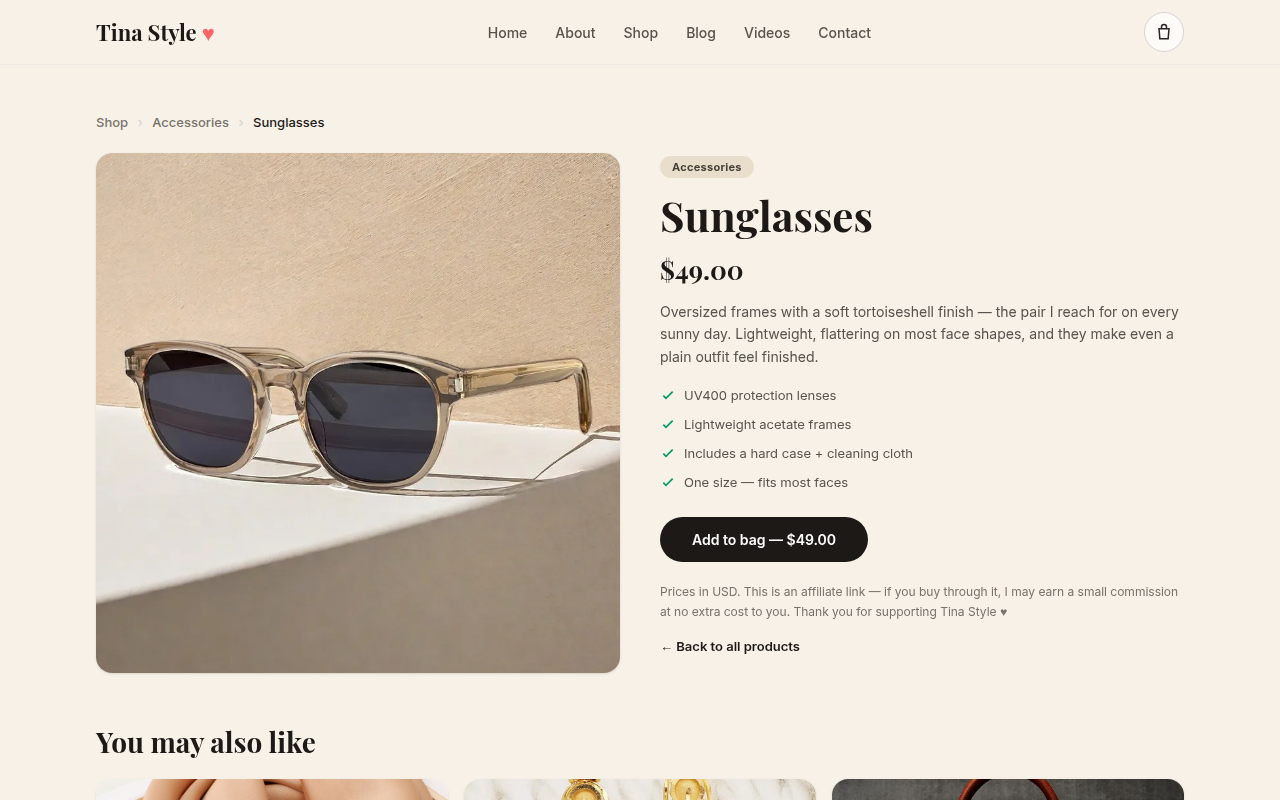 Tina Style ♥
Home About Shop Blog Videos Contact
Shop › Accessories › Sunglasses
Accessories
Sunglasses
$49.00
Oversized frames with a soft tortoiseshell finish — the pair I reach for on every
sunny day. Lightweight, flattering on most face shapes, and they make even a
plain outfit feel finished.
UV400 protection lenses
Lightweight acetate frames
Includes a hard case + cleaning cloth
One size — fits most faces
Add to bag — $49.00
Prices in USD. This is an affiliate link — if you buy through it, I may earn a small commission
at no extra cost to you. Thank you for supporting Tina Style ♥
← Back to all products
You may also like